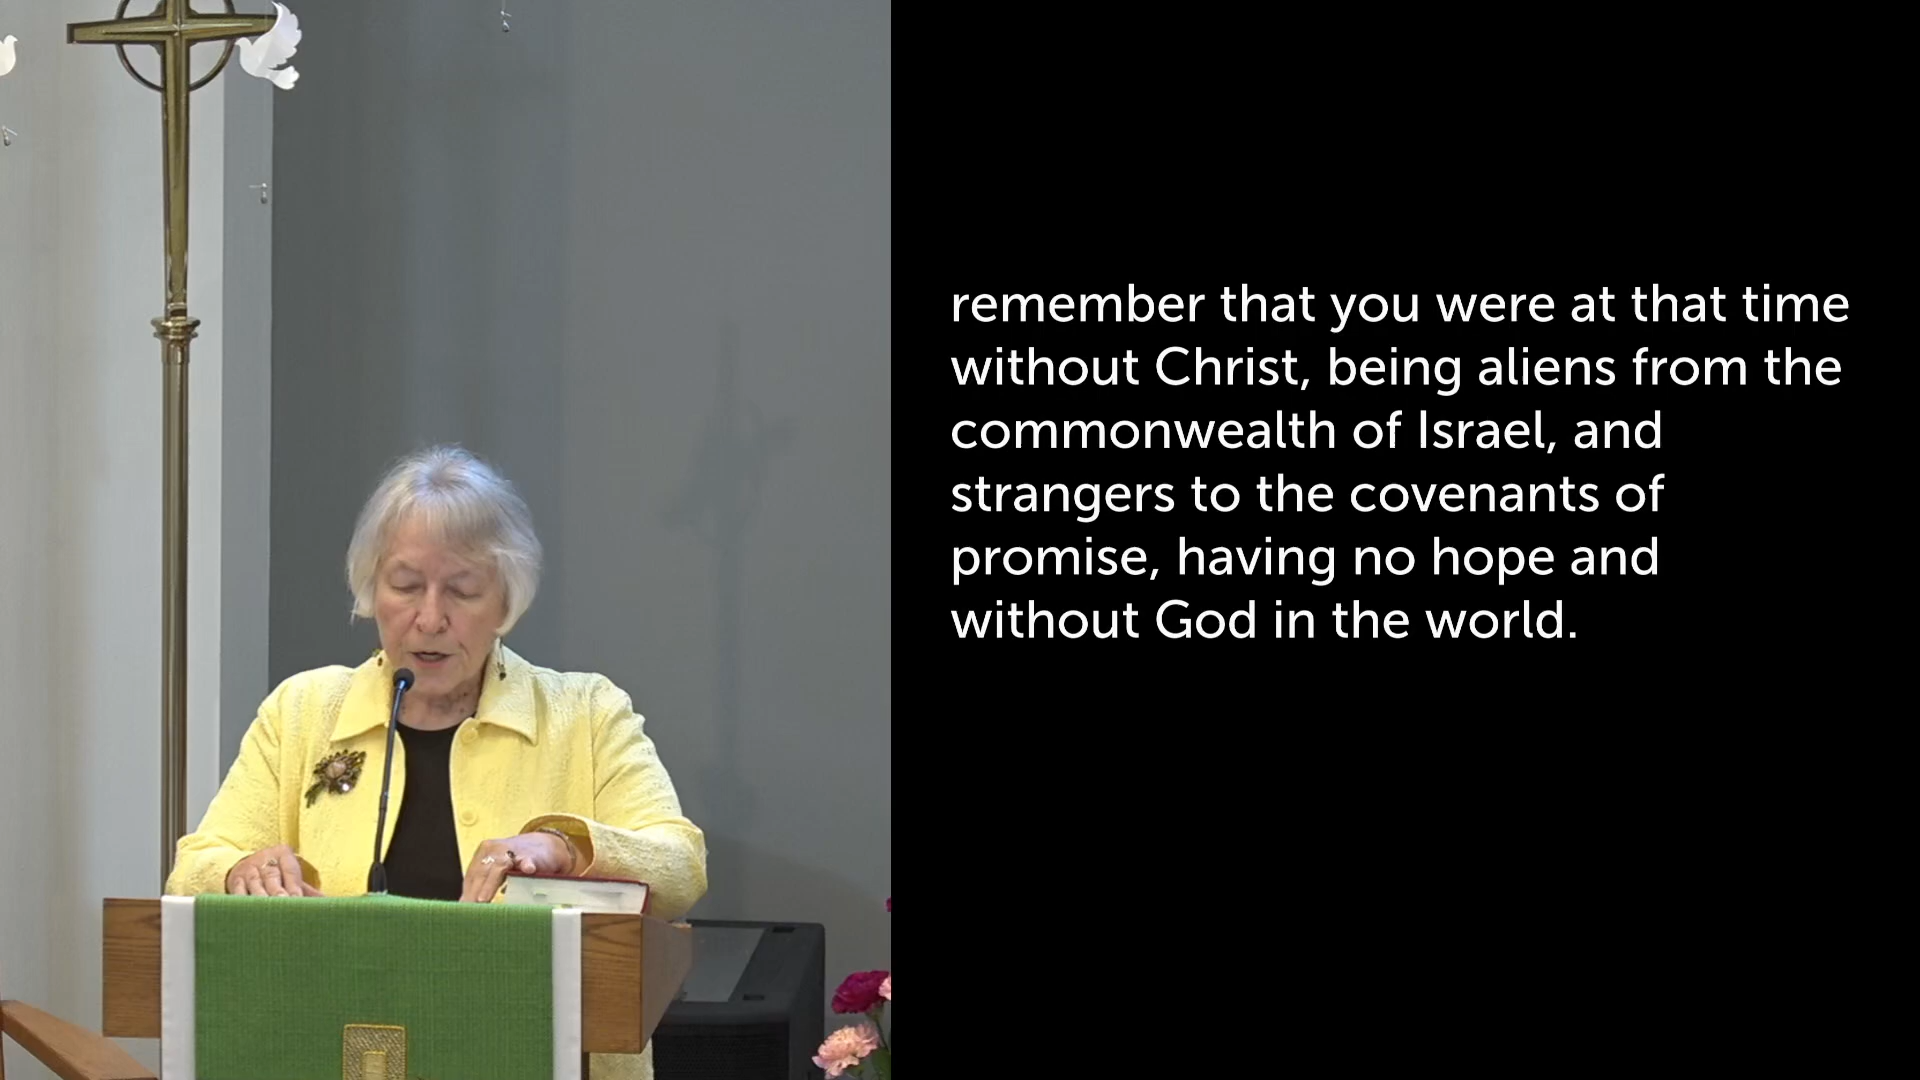 remember that you were at that time
without Christ, being aliens from the
commonwealth of Israel, and
strangers to the covenants of
promise, having no hope and
without God in the world.